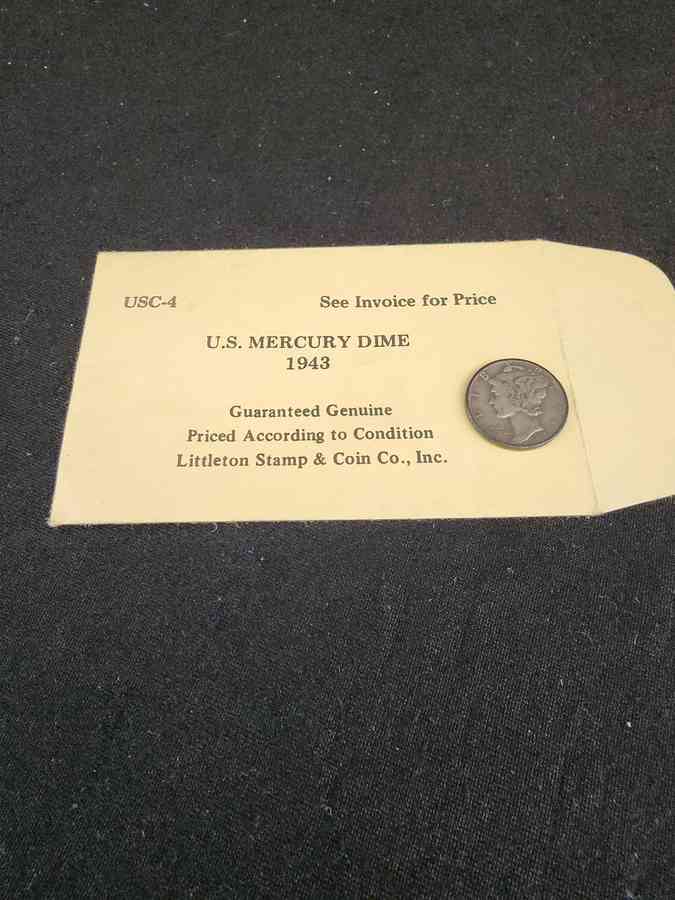 USC-4
See Invoice for Price
U.S. MERCURY DIME
1943
Guaranteed Genuine
Priced According to Condition
Littleton Stamp & Coin Co., Inc.